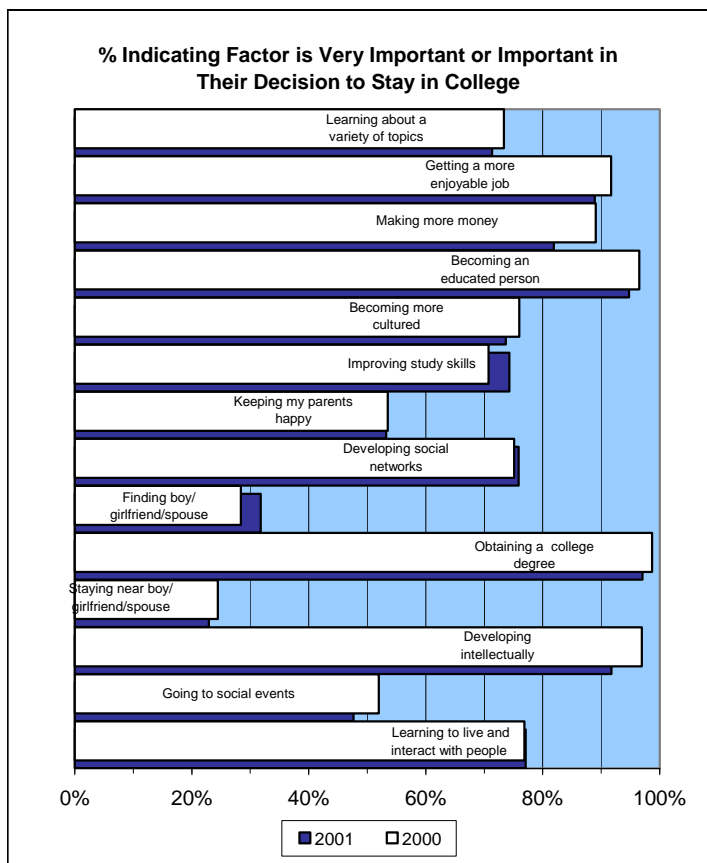 % Indicating Factor is Very Important or Important in
Their Decision to Stay in College
Learning about a
variety of topics
Getting a more
enjoyable job
Making more money
Becoming an
educated person
Becoming more
cultured
Improving study skills
Keeping my parents
happy
Developing social
networks
Finding boy/
girlfriend/spouse
Obtaining a college
degree
Staying near boy/
girlfriend/spouse
Developing
intellectually
Going to social events
Learning to live and
interact with people
0% 20% 40% 60% 80% 100%
2001 2000